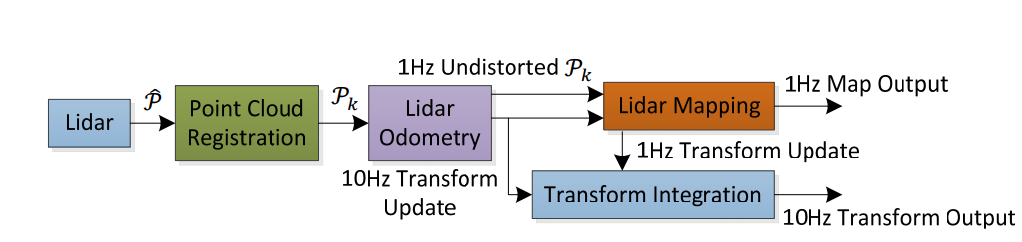 Lidar
𝒫̂
Point Cloud
Registration
𝒫k
Lidar
Odometry
1Hz Undistorted 𝒫k
10Hz Transform
Update
Lidar Mapping
1Hz Map Output
1Hz Transform Update
Transform Integration
10Hz Transform Output